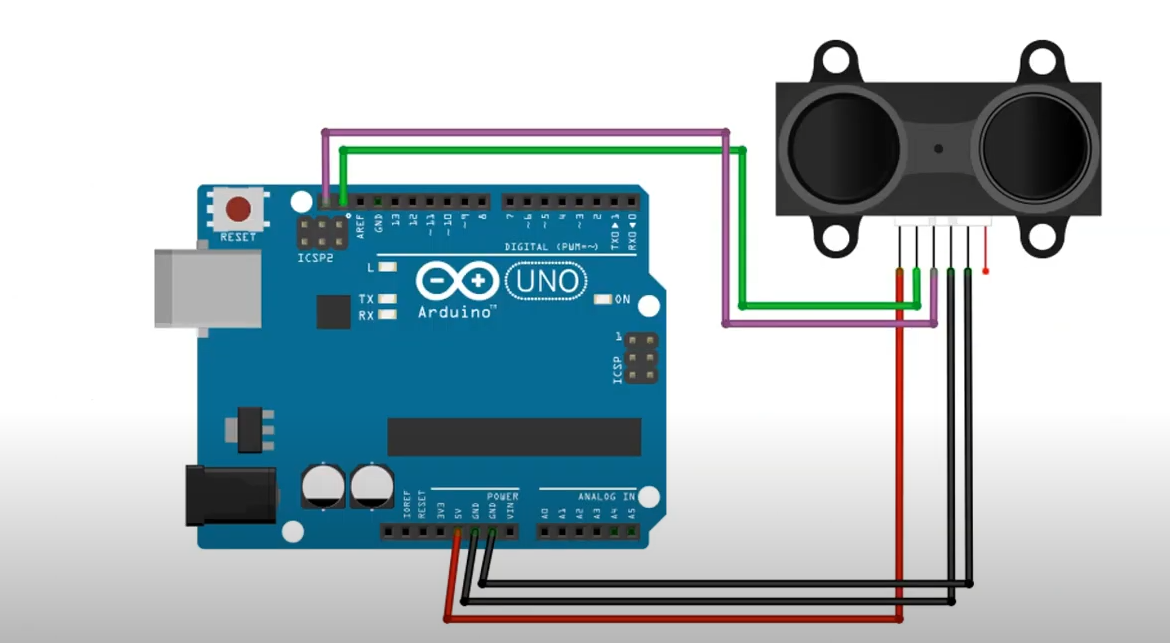 RESET
ICSP2
AREF
GND
13
12
~11
~10
~9
8
7
~6
~5
4
~3
2
TXD▶1
RXD◀0
DIGITAL (PWM=~)
L
TX
RX
UNO
Arduino™
ON
1
ICSP
POWER
ANALOG IN
IOREF
RESET
3V3
5V
GND
GND
VIN
A0
A1
A2
A3
A4
A5